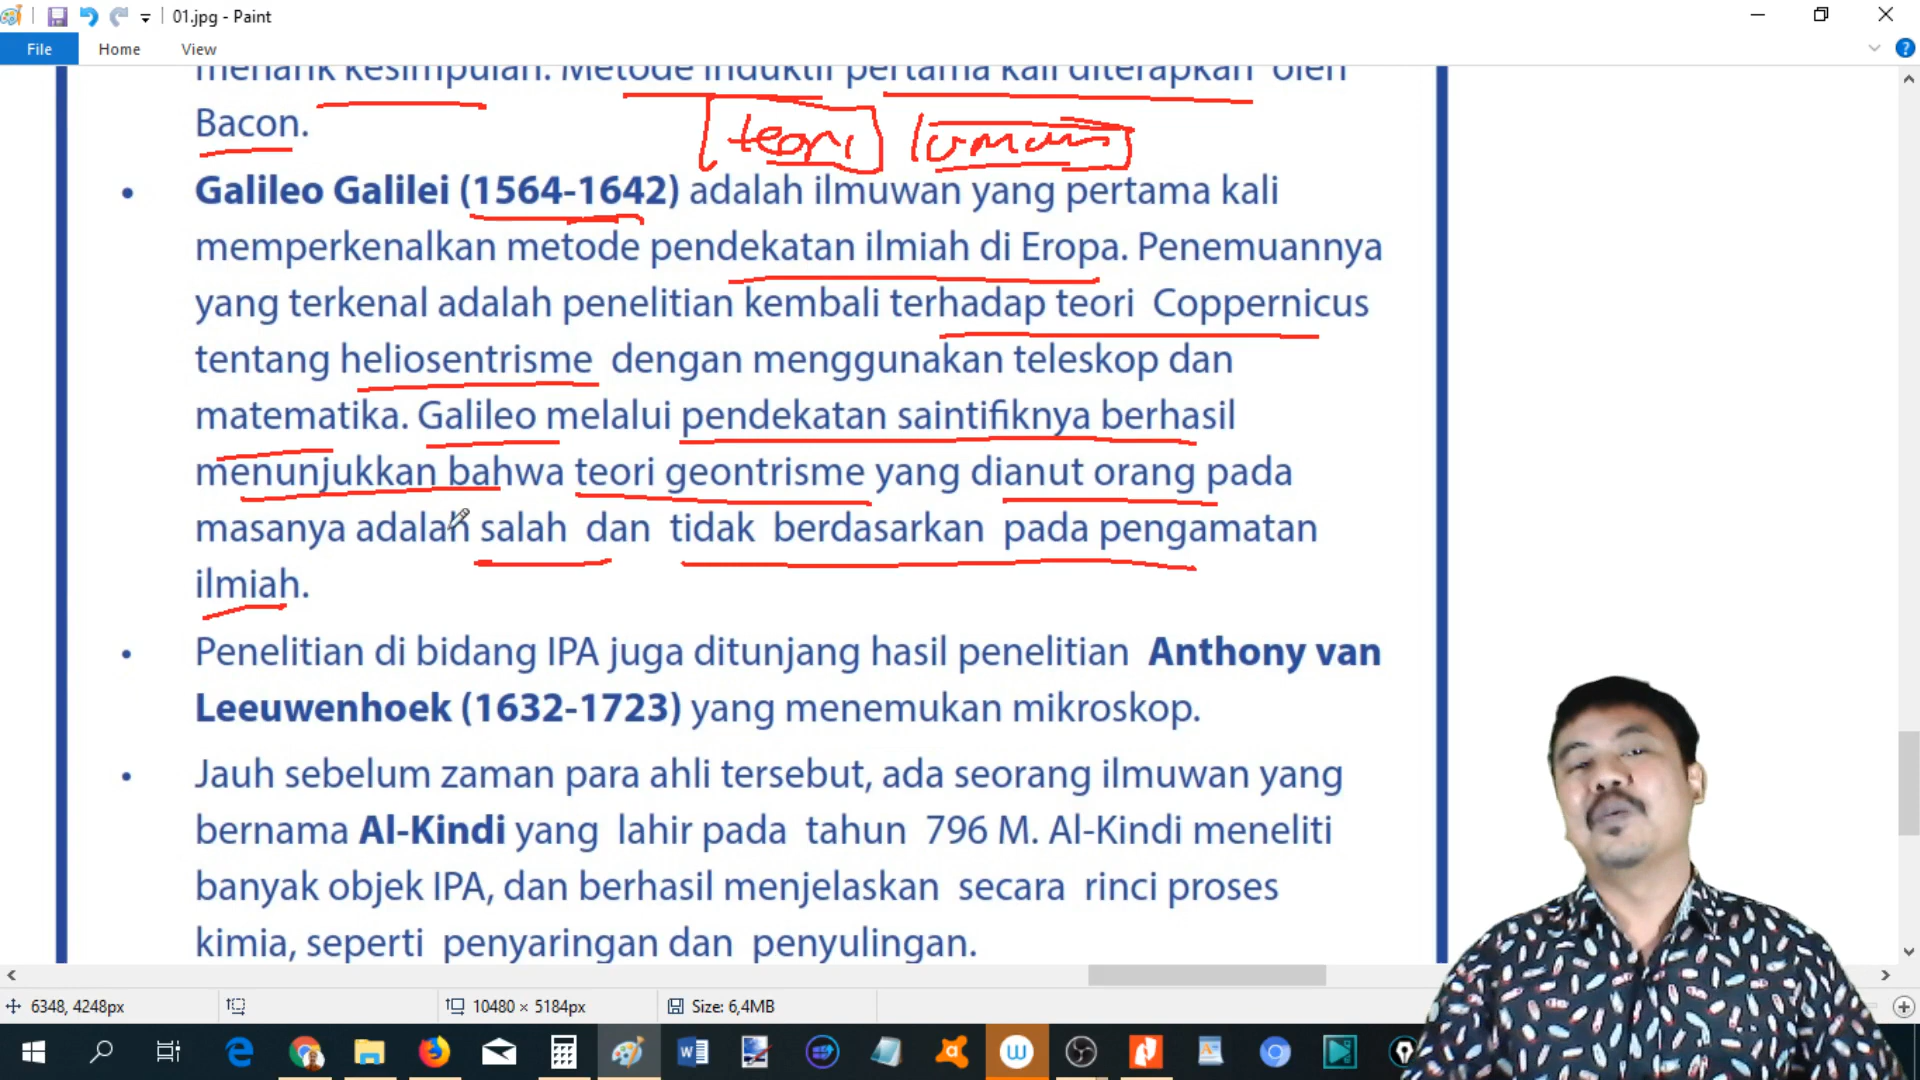 01.jpg - Paint
File Home View
menarik kesimpulan. Metode induktif pertama kali diterapkan oleh
Bacon.
teori umum
• Galileo Galilei (1564-1642) adalah ilmuwan yang pertama kali
memperkenalkan metode pendekatan ilmiah di Eropa. Penemuannya
yang terkenal adalah penelitian kembali terhadap teori Coppernicus
tentang heliosentrisme dengan menggunakan teleskop dan
matematika. Galileo melalui pendekatan saintifiknya berhasil
menunjukkan bahwa teori geontrisme yang dianut orang pada
masanya adalah salah dan tidak berdasarkan pada pengamatan
ilmiah.
• Penelitian di bidang IPA juga ditunjang hasil penelitian Anthony van
Leeuwenhoek (1632-1723) yang menemukan mikroskop.
• Jauh sebelum zaman para ahli tersebut, ada seorang ilmuwan yang
bernama Al-Kindi yang lahir pada tahun 796 M. Al-Kindi meneliti
banyak objek IPA, dan berhasil menjelaskan secara rinci proses
kimia, seperti penyaringan dan penyulingan.
6348, 4248px 10480 × 5184px Size: 6,4MB